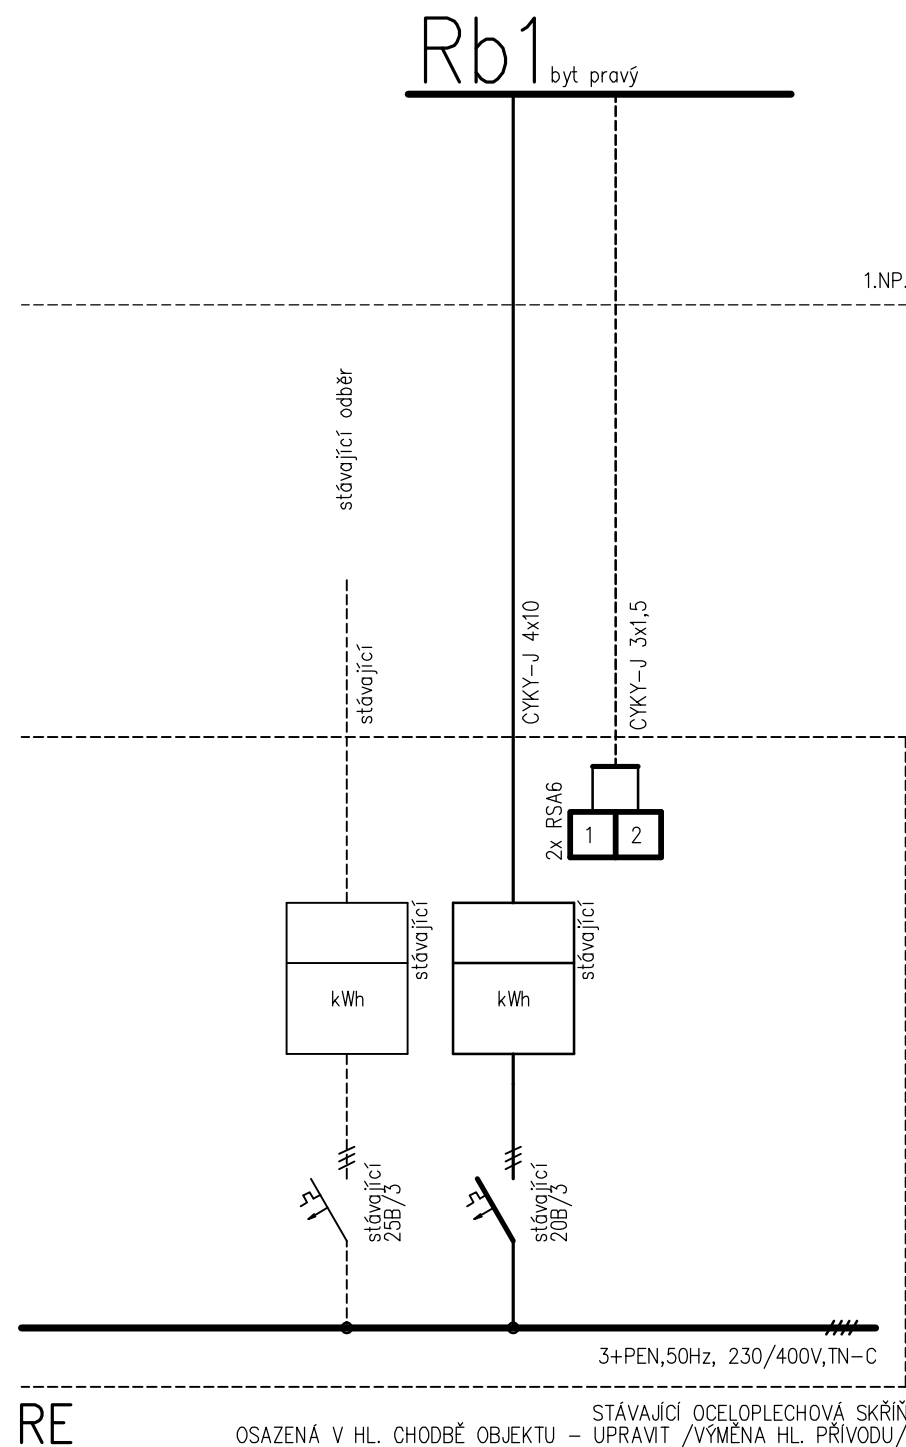 Rb1 byt pravý
1.NP.
stávající odběr
stávající
CYKY-J 4x10
CYKY-J 3x1,5
2x RSA6
1 2
stávající
kWh
stávající
kWh
stávající
25B/3
stávající
20B/3
3+PEN,50Hz, 230/400V,TN-C
RE
STÁVAJÍCÍ OCELOPLECHOVÁ SKŘÍŇ
OSAZENÁ V HL. CHODBĚ OBJEKTU - UPRAVIT /VÝMĚNA HL. PŘÍVODU/